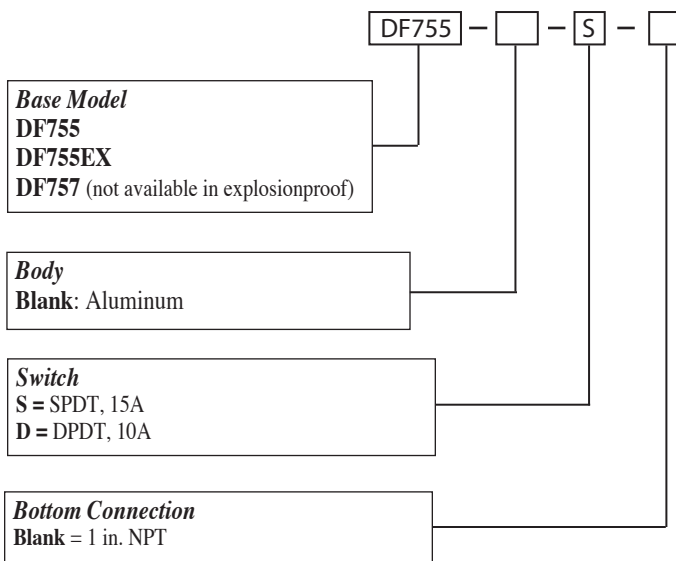 DF755 – – S –
Base Model
DF755
DF755EX
DF757 (not available in explosionproof)
Body
Blank: Aluminum
Switch
S = SPDT, 15A
D = DPDT, 10A
Bottom Connection
Blank = 1 in. NPT